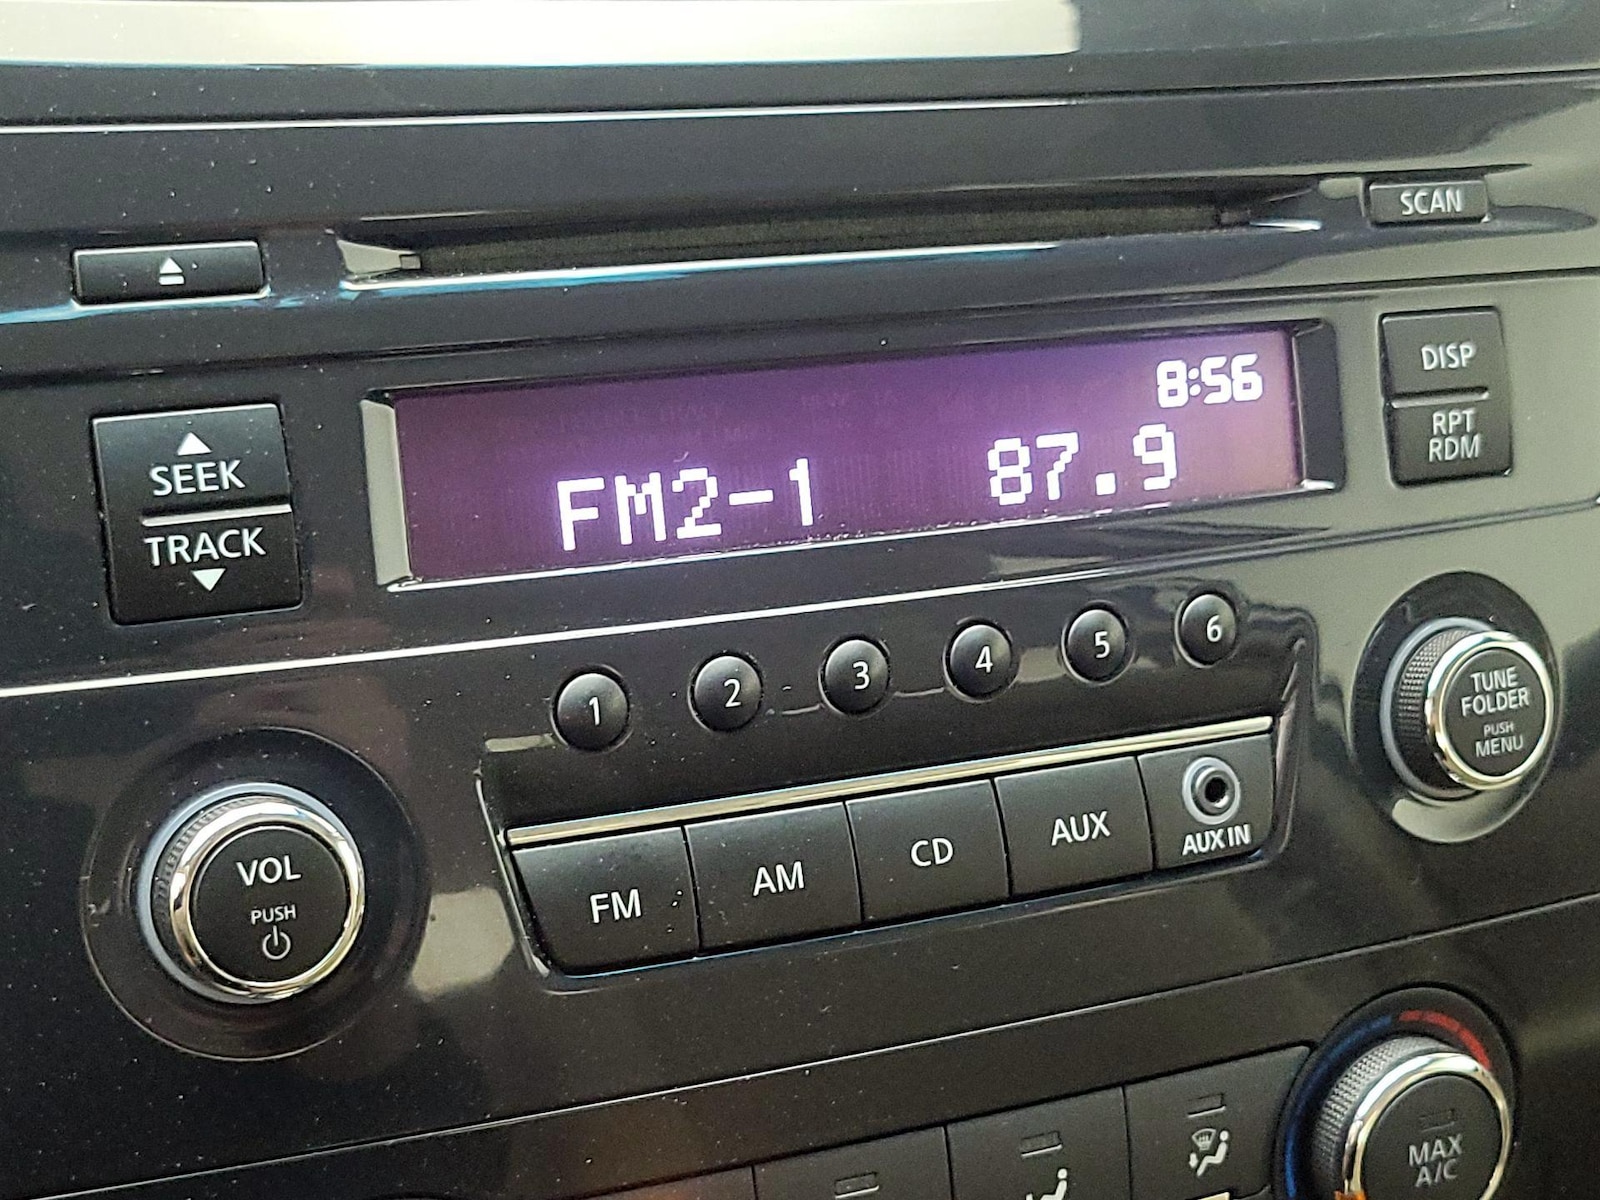 SCAN
8:56
DISP
FM2-1 87.9
RPT
RDM
SEEK
TRACK
1 2 3 4 5 6
TUNE
FOLDER
PUSH
MENU
FM AM CD AUX AUX IN
VOL
PUSH
MAX
A/C